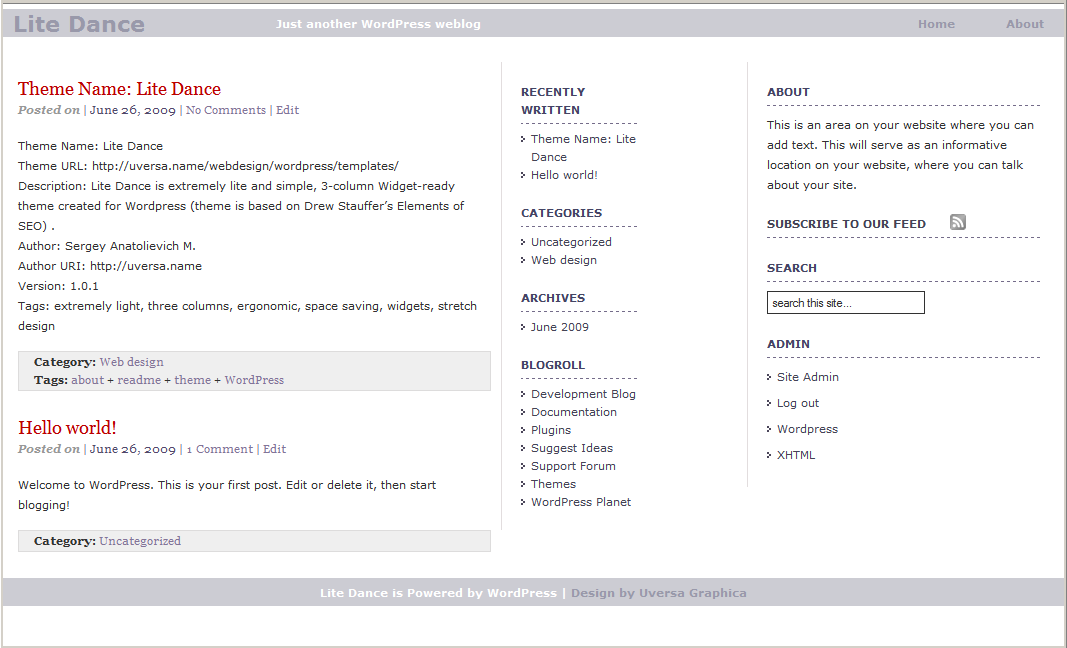 Lite Dance
Just another WordPress weblog
Home
About
Theme Name: Lite Dance
Posted on | June 26, 2009 | No Comments | Edit
Theme Name: Lite Dance
Theme URL: http://uversa.name/webdesign/wordpress/templates/
Description: Lite Dance is extremely lite and simple, 3-column Widget-ready
theme created for Wordpress (theme is based on Drew Stauffer’s Elements of
SEO) .
Author: Sergey Anatolievich M.
Author URI: http://uversa.name
Version: 1.0.1
Tags: extremely light, three columns, ergonomic, space saving, widgets, stretch
design
Category: Web design
Tags: about + readme + theme + WordPress
Hello world!
Posted on | June 26, 2009 | 1 Comment | Edit
Welcome to WordPress. This is your first post. Edit or delete it, then start
blogging!
Category: Uncategorized
RECENTLY
WRITTEN
Theme Name: Lite
Dance
Hello world!
CATEGORIES
Uncategorized
Web design
ARCHIVES
June 2009
BLOGROLL
Development Blog
Documentation
Plugins
Suggest Ideas
Support Forum
Themes
WordPress Planet
ABOUT
This is an area on your website where you can
add text. This will serve as an informative
location on your website, where you can talk
about your site.
SUBSCRIBE TO OUR FEED
SEARCH
search this site...
ADMIN
Site Admin
Log out
Wordpress
XHTML
Lite Dance is Powered by WordPress | Design by Uversa Graphica